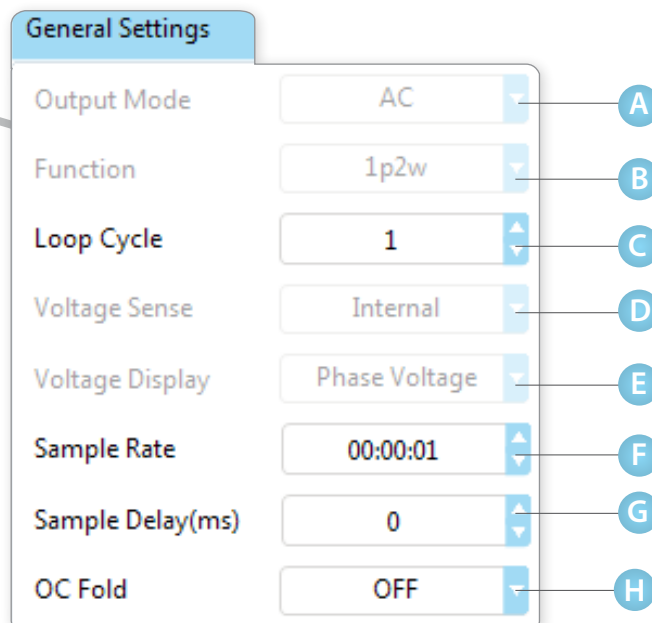 General Settings
Output Mode AC A
Function 1p2w B
Loop Cycle 1 C
Voltage Sense Internal D
Voltage Display Phase Voltage E
Sample Rate 00:00:01 F
Sample Delay(ms) 0 G
OC Fold OFF H